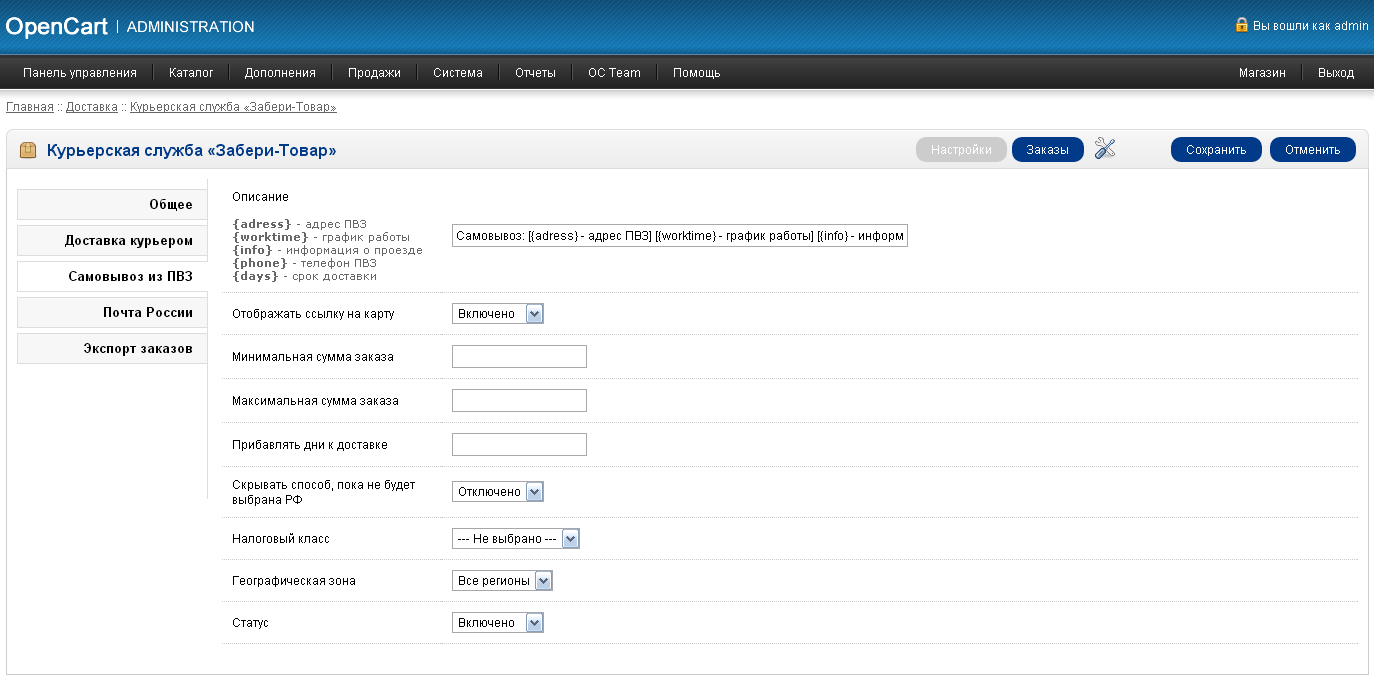 OpenCart | ADMINISTRATION
Вы вошли как admin
Панель управления Каталог Дополнения Продажи Система Отчеты OC Team Помощь Магазин Выход
Главная :: Доставка :: Курьерская служба «Забери-Товар»
Курьерская служба «Забери-Товар» Настройки Заказы Сохранить Отменить
Общее
Доставка курьером
Самовывоз из ПВЗ
Почта России
Экспорт заказов
Описание
{adress} - адрес ПВЗ
{worktime} - график работы
{info} - информация о проезде
{phone} - телефон ПВЗ
{days} - срок доставки
Самовывоз: [{adress} - адрес ПВЗ] [{worktime} - график работы] [{info} - информ
Отображать ссылку на карту Включено
Минимальная сумма заказа
Максимальная сумма заказа
Прибавлять дни к доставке
Скрывать способ, пока не будет
выбрана РФ
Отключено
Налоговый класс --- Не выбрано ---
Географическая зона Все регионы
Статус Включено